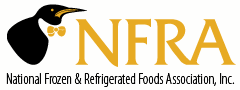 NFRA
National Frozen & Refrigerated Foods Association, Inc.